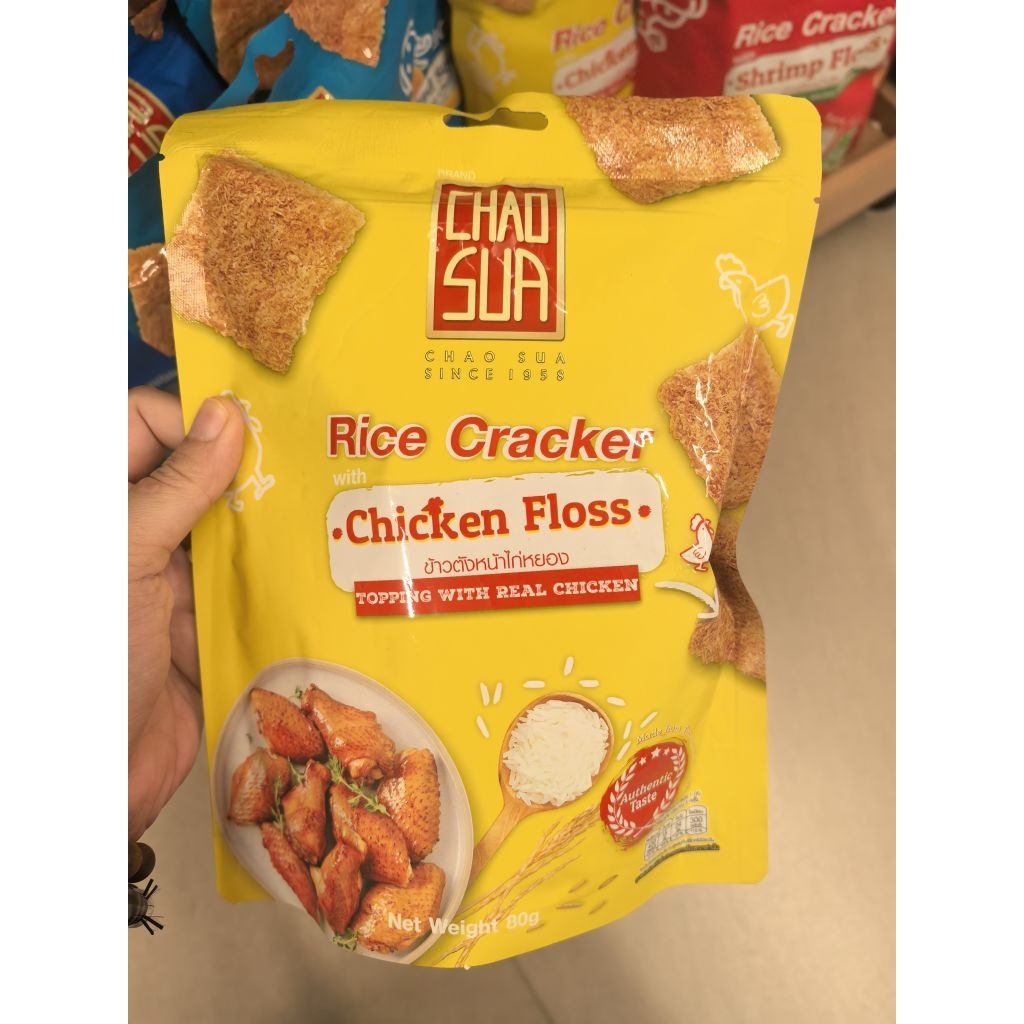 Rice Cracker
Chicken
Rice Cracker
Shrimp Floss
BRAND
CHAO
SUA
CHAO SUA
SINCE 1958
Rice Cracker
with
Chicken Floss
ข้าวตังหน้าไก่หยอง
TOPPING WITH REAL CHICKEN
Authentic
Taste
Net Weight 80g